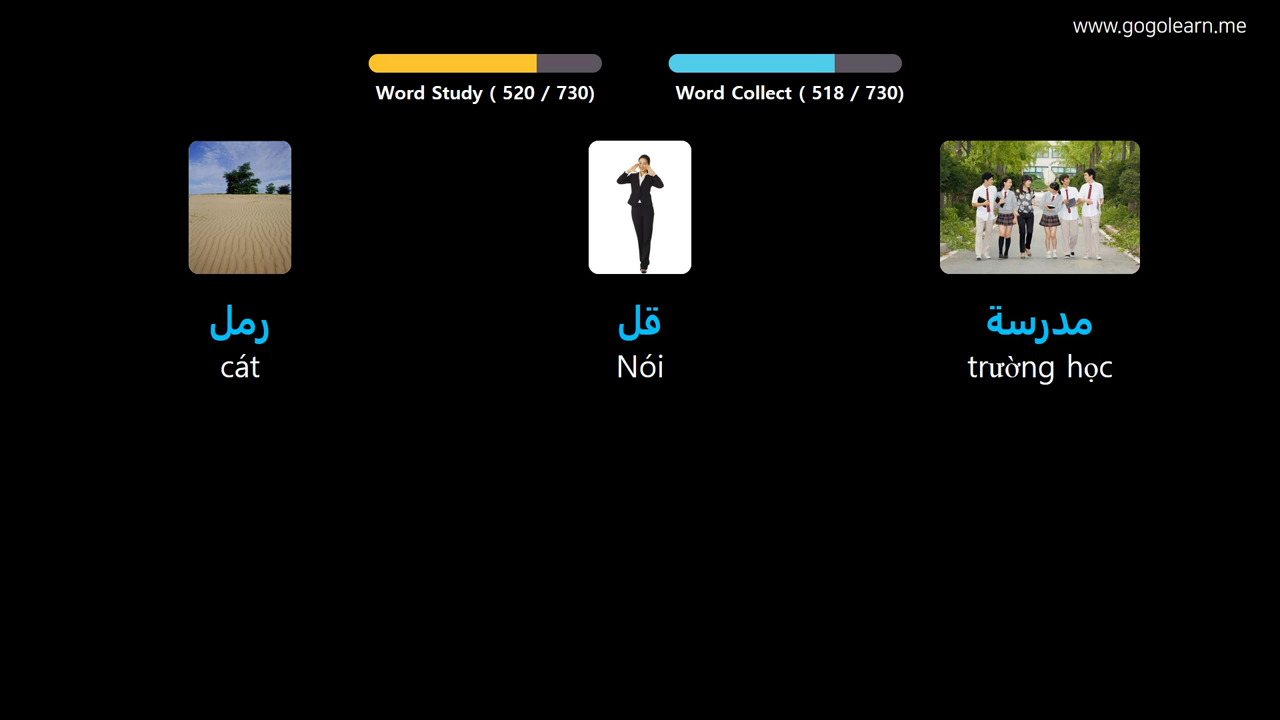 www.gogolearn.me
Word Study ( 520 / 730)
Word Collect ( 518 / 730)
رمل
قل
مدرسة
cát
Nói
trường học